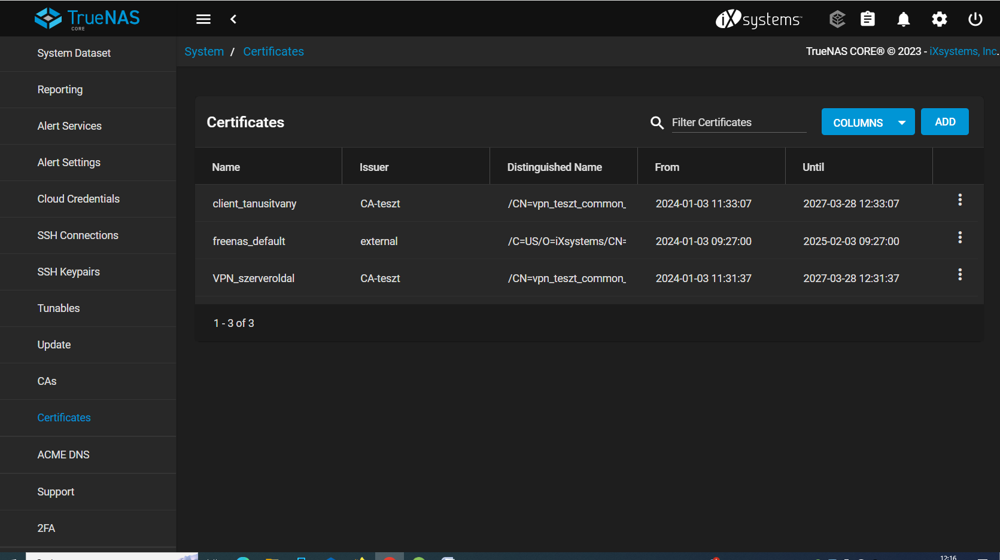 TrueNAS
CORE
iXsystems™
System Dataset
Reporting
Alert Services
Alert Settings
Cloud Credentials
SSH Connections
SSH Keypairs
Tunables
Update
CAs
Certificates
ACME DNS
Support
2FA
System / Certificates
TrueNAS CORE® © 2023 - iXsystems, Inc.
Certificates
Filter Certificates
COLUMNS
ADD
Name Issuer Distinguished Name From Until
client_tanusitvany CA-teszt /CN=vpn_teszt_common_ 2024-01-03 11:33:07 2027-03-28 12:33:07
freenas_default external /C=US/O=iXsystems/CN= 2024-01-03 09:27:00 2025-02-03 09:27:00
VPN_szerveroldal CA-teszt /CN=vpn_teszt_common_ 2024-01-03 11:31:37 2027-03-28 12:31:37
1 - 3 of 3
12:16